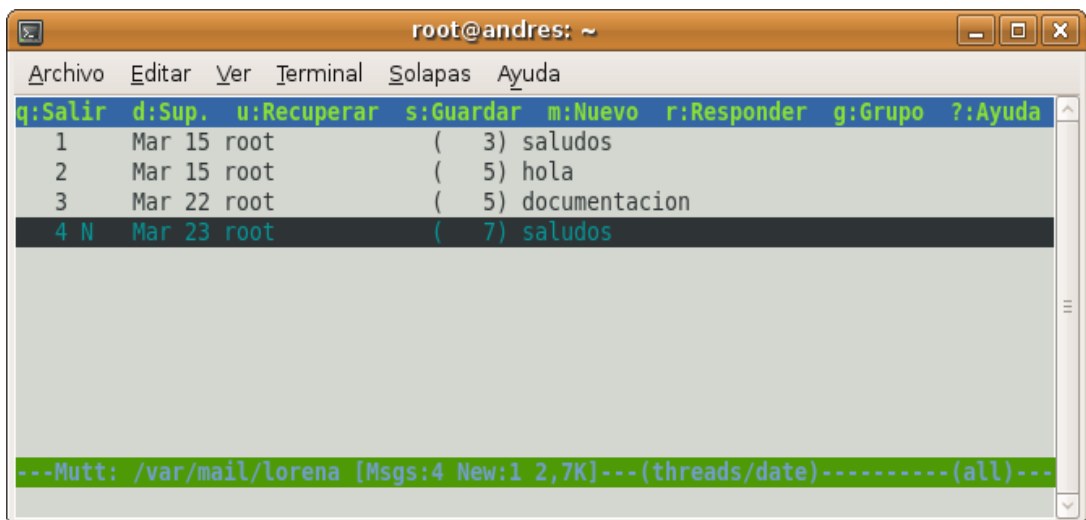 root@andres: ~
Archivo Editar Ver Terminal Solapas Ayuda
q:Salir d:Sup. u:Recuperar s:Guardar m:Nuevo r:Responder g:Grupo ?:Ayuda
1 Mar 15 root ( 3) saludos
2 Mar 15 root ( 5) hola
3 Mar 22 root ( 5) documentacion
4 N Mar 23 root ( 7) saludos
---Mutt: /var/mail/lorena [Msgs:4 New:1 2,7K]---(threads/date)----------(all)---